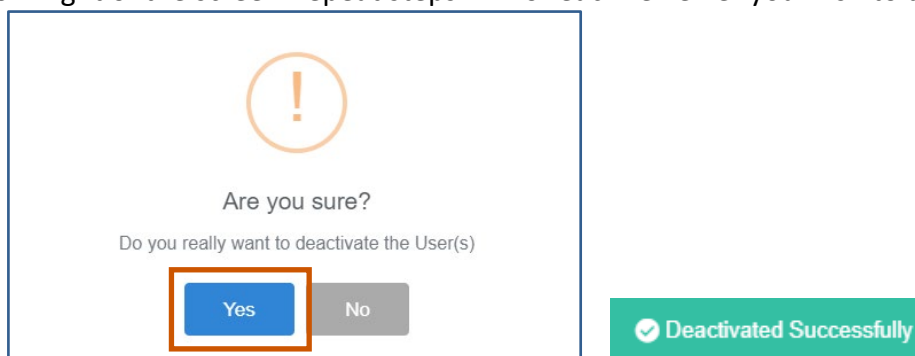 !
Are you sure?
Do you really want to deactivate the User(s)
Yes No
Deactivated Successfully